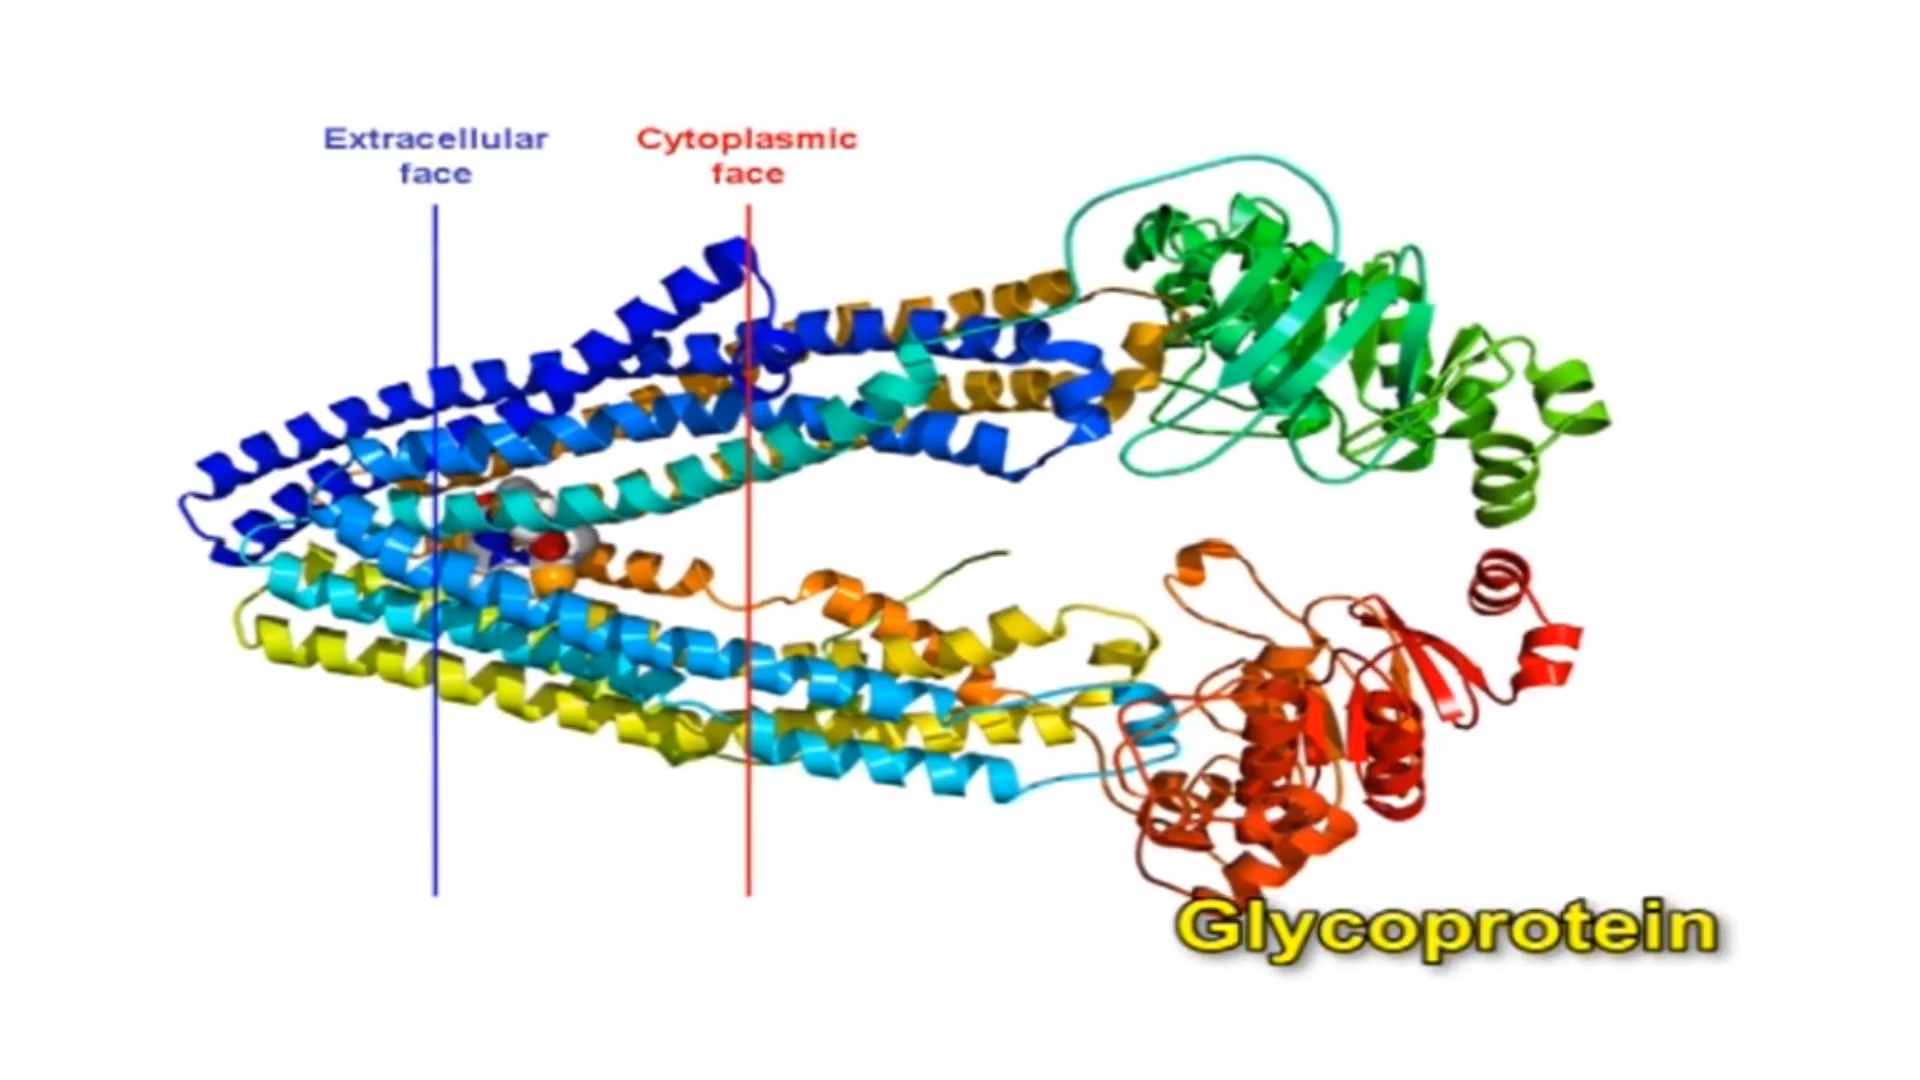 Extracellular
face
Cytoplasmic
face
Glycoprotein